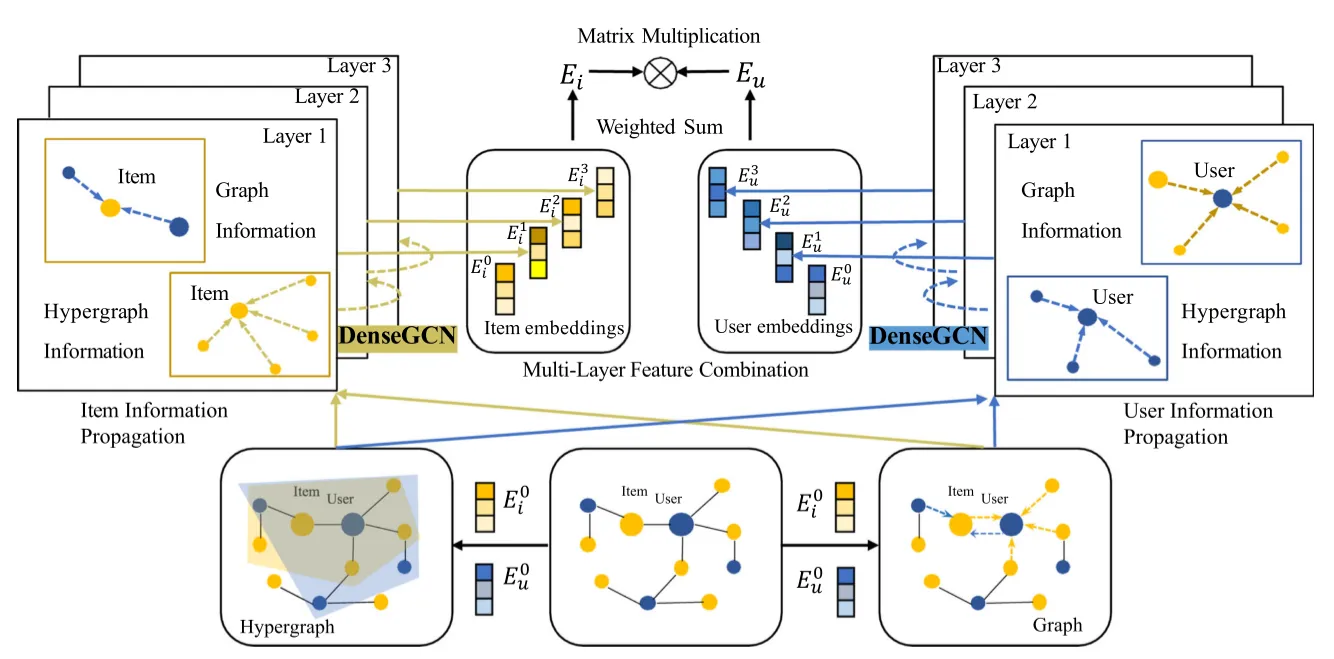 Matrix Multiplication
Layer 3
Layer 2
Layer 1
Item
Graph
Information
Item
Hypergraph
Information
DenseGCN
Item Information
Propagation
E_i
E_u
Weighted Sum
E_i^3
E_i^2
E_i^1
E_i^0
Item embeddings
E_u^3
E_u^2
E_u^1
E_u^0
User embeddings
Multi-Layer Feature Combination
Layer 3
Layer 2
Layer 1
User
Graph
Information
User
Hypergraph
Information
DenseGCN
User Information
Propagation
Item
User
Hypergraph
E_i^0
E_u^0
Item
User
E_i^0
E_u^0
Item
User
Graph